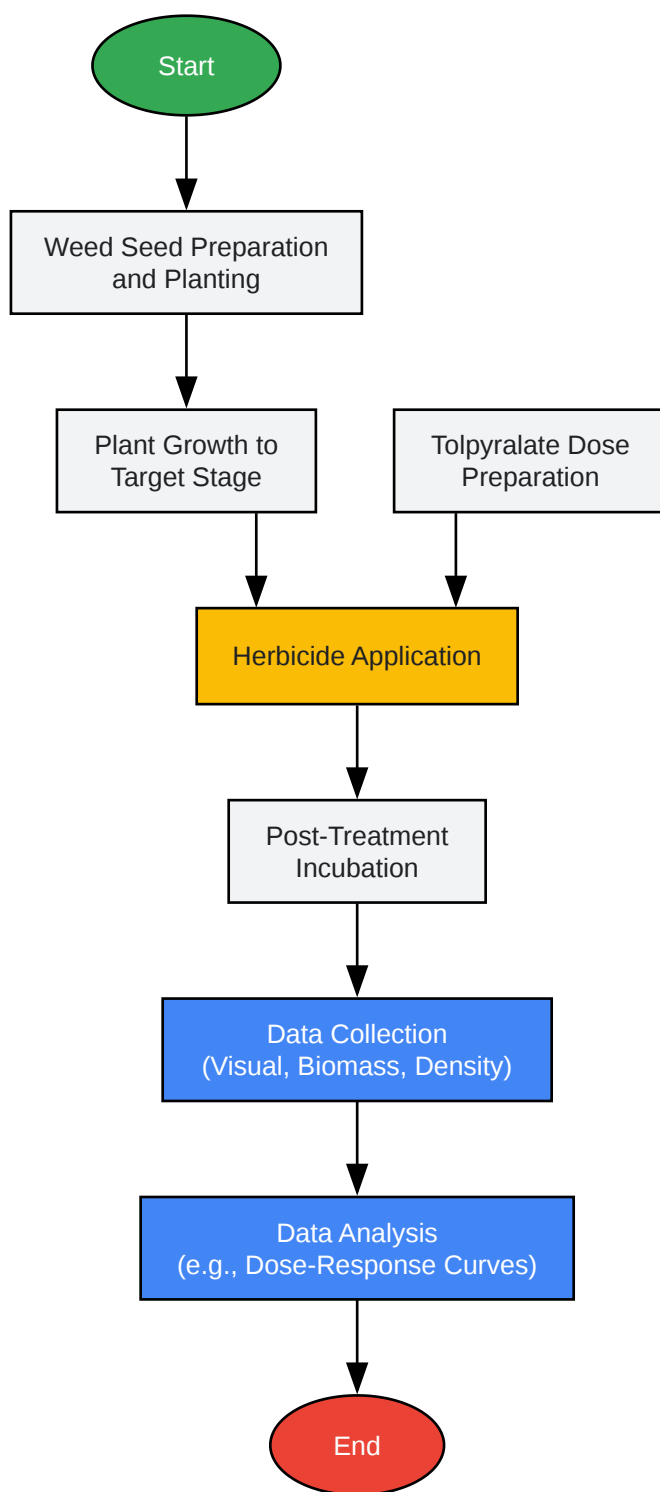 Start
Weed Seed Preparation
and Planting
Plant Growth to
Target Stage
Tolpyralate Dose
Preparation
Herbicide Application
Post-Treatment
Incubation
Data Collection
(Visual, Biomass, Density)
Data Analysis
(e.g., Dose-Response Curves)
End